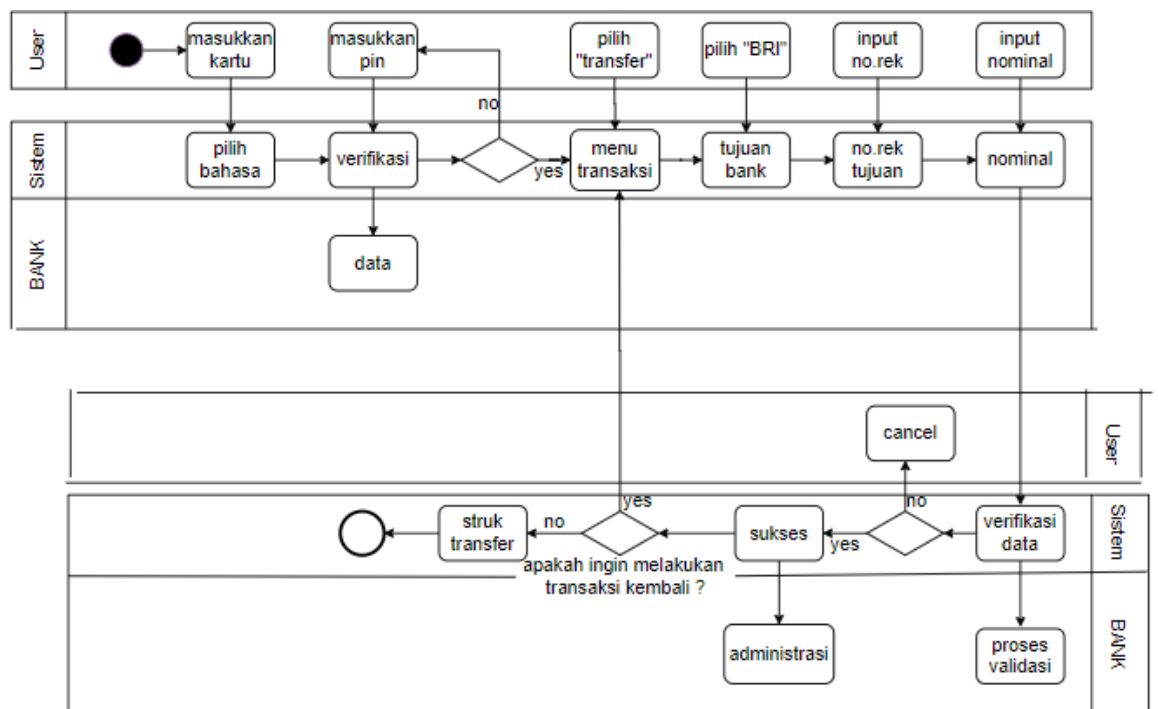 User
masukkan
kartu
masukkan
pin
pilih
"transfer"
pilih "BRI"
input
no.rek
input
nominal
no
Sistem
pilih
bahasa
verifikasi
yes
menu
transaksi
tujuan
bank
no.rek
tujuan
nominal
BANK
data
User
cancel
Sistem
struk
transfer
no
yes
sukses
yes
no
verifikasi
data
apakah ingin melakukan
transaksi kembali ?
BANK
administrasi
proses
validasi